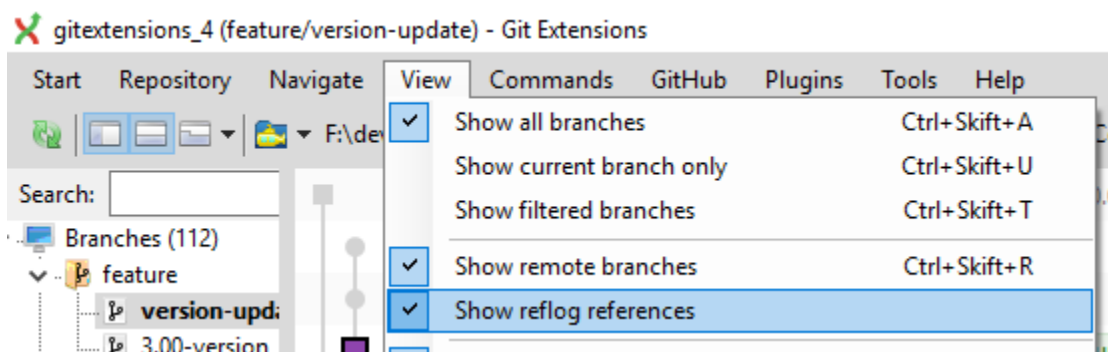 gitextensions_4 (feature/version-update) - Git Extensions
Start Repository Navigate View Commands GitHub Plugins Tools Help
F:\de
Show all branches Ctrl+Skift+A
Show current branch only Ctrl+Skift+U
Search:
Show filtered branches Ctrl+Skift+T
Branches (112)
Show remote branches Ctrl+Skift+R
feature
Show reflog references
version-upda
3.00-version